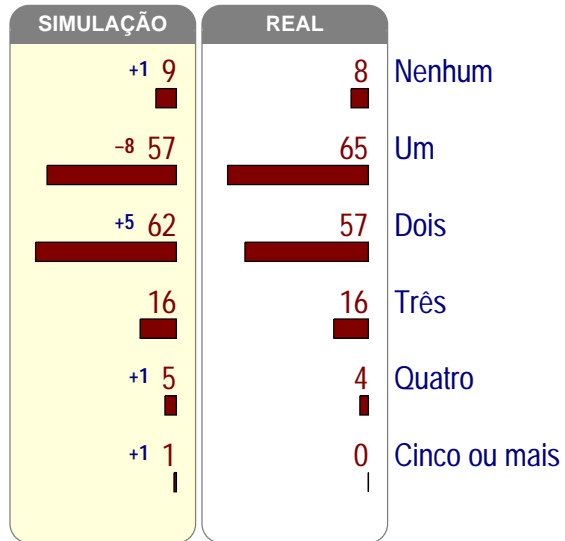 SIMULAÇÃO REAL
+1 9 8 Nenhum
−8 57 65 Um
+5 62 57 Dois
16 16 Três
+1 5 4 Quatro
+1 1 0 Cinco ou mais